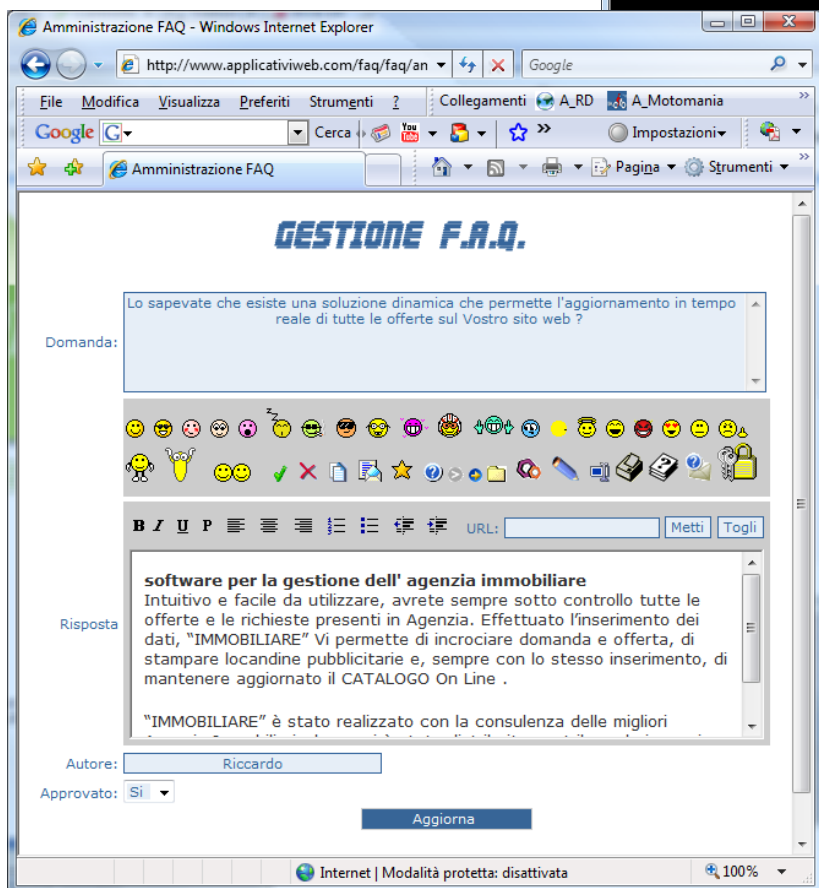 Amministrazione FAQ - Windows Internet Explorer
http://www.applicativiweb.com/faq/faq/an
Google
File Modifica Visualizza Preferiti Strumenti ? Collegamenti A_RD A_Motomania »
Google G Cerca You Tube » Impostazioni
Amministrazione FAQ Pagina Strumenti »
GESTIONE F.A.Q.
Domanda:
Lo sapevate che esiste una soluzione dinamica che permette l'aggiornamento in tempo
reale di tutte le offerte sul Vostro sito web ?
B I U P URL: Metti Togli
Risposta
software per la gestione dell' agenzia immobiliare
Intuitivo e facile da utilizzare, avrete sempre sotto controllo tutte le
offerte e le richieste presenti in Agenzia. Effettuato l’inserimento dei
dati, “IMMOBILIARE” Vi permette di incrociare domanda e offerta, di
stampare locandine pubblicitarie e, sempre con lo stesso inserimento, di
mantenere aggiornato il CATALOGO On Line .
“IMMOBILIARE” è stato realizzato con la consulenza delle migliori
Autore: Riccardo
Approvato: Si
Aggiorna
Internet | Modalità protetta: disattivata 100%